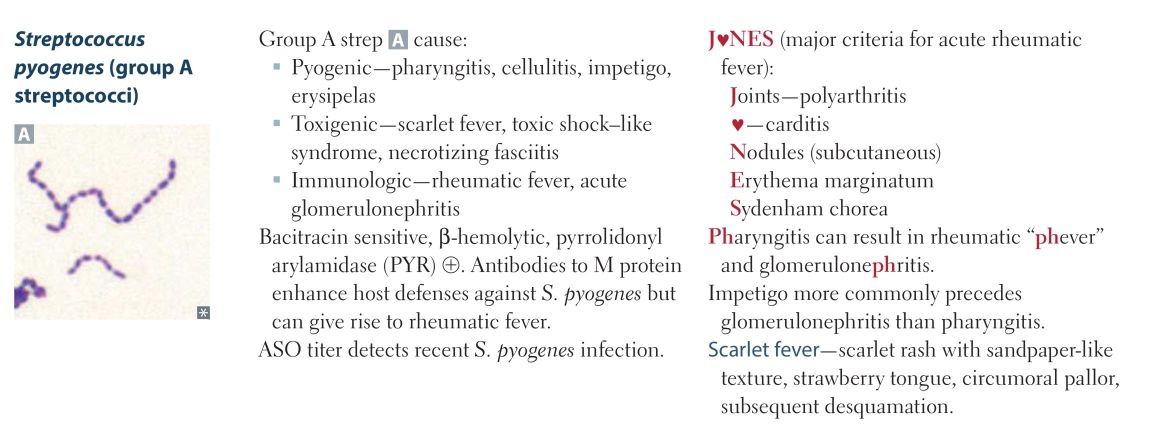 Streptococcus
pyogenes (group A
streptococci)
A
Group A strep A cause:
▪ Pyogenic—pharyngitis, cellulitis, impetigo,
erysipelas
▪ Toxigenic—scarlet fever, toxic shock–like
syndrome, necrotizing fasciitis
▪ Immunologic—rheumatic fever, acute
glomerulonephritis
Bacitracin sensitive, β-hemolytic, pyrrolidonyl
arylamidase (PYR) ⊕. Antibodies to M protein
enhance host defenses against S. pyogenes but
can give rise to rheumatic fever.
ASO titer detects recent S. pyogenes infection.
J♥NES (major criteria for acute rheumatic
fever):
Joints—polyarthritis
♥—carditis
Nodules (subcutaneous)
Erythema marginatum
Sydenham chorea
Pharyngitis can result in rheumatic “phever”
and glomerulonephritis.
Impetigo more commonly precedes
glomerulonephritis than pharyngitis.
Scarlet fever—scarlet rash with sandpaper-like
texture, strawberry tongue, circumoral pallor,
subsequent desquamation.